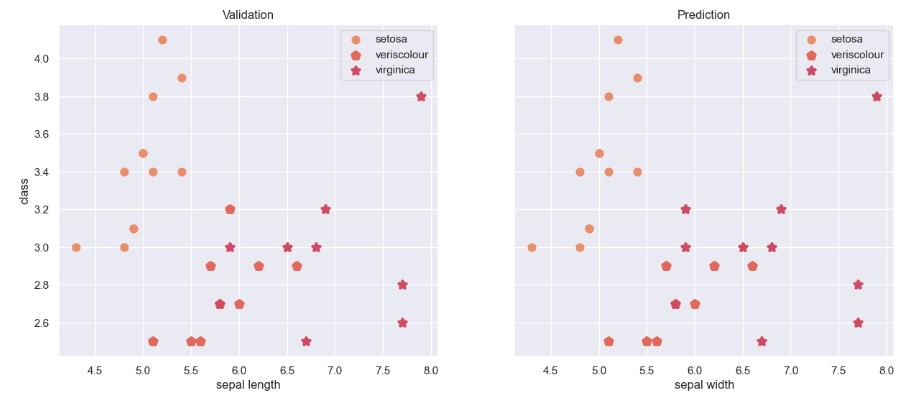 Validation
setosa
veriscolour
virginica
class
4.0
3.8
3.6
3.4
3.2
3.0
2.8
2.6
4.5 5.0 5.5 6.0 6.5 7.0 7.5 8.0
sepal length
Prediction
setosa
veriscolour
virginica
4.5 5.0 5.5 6.0 6.5 7.0 7.5 8.0
sepal width